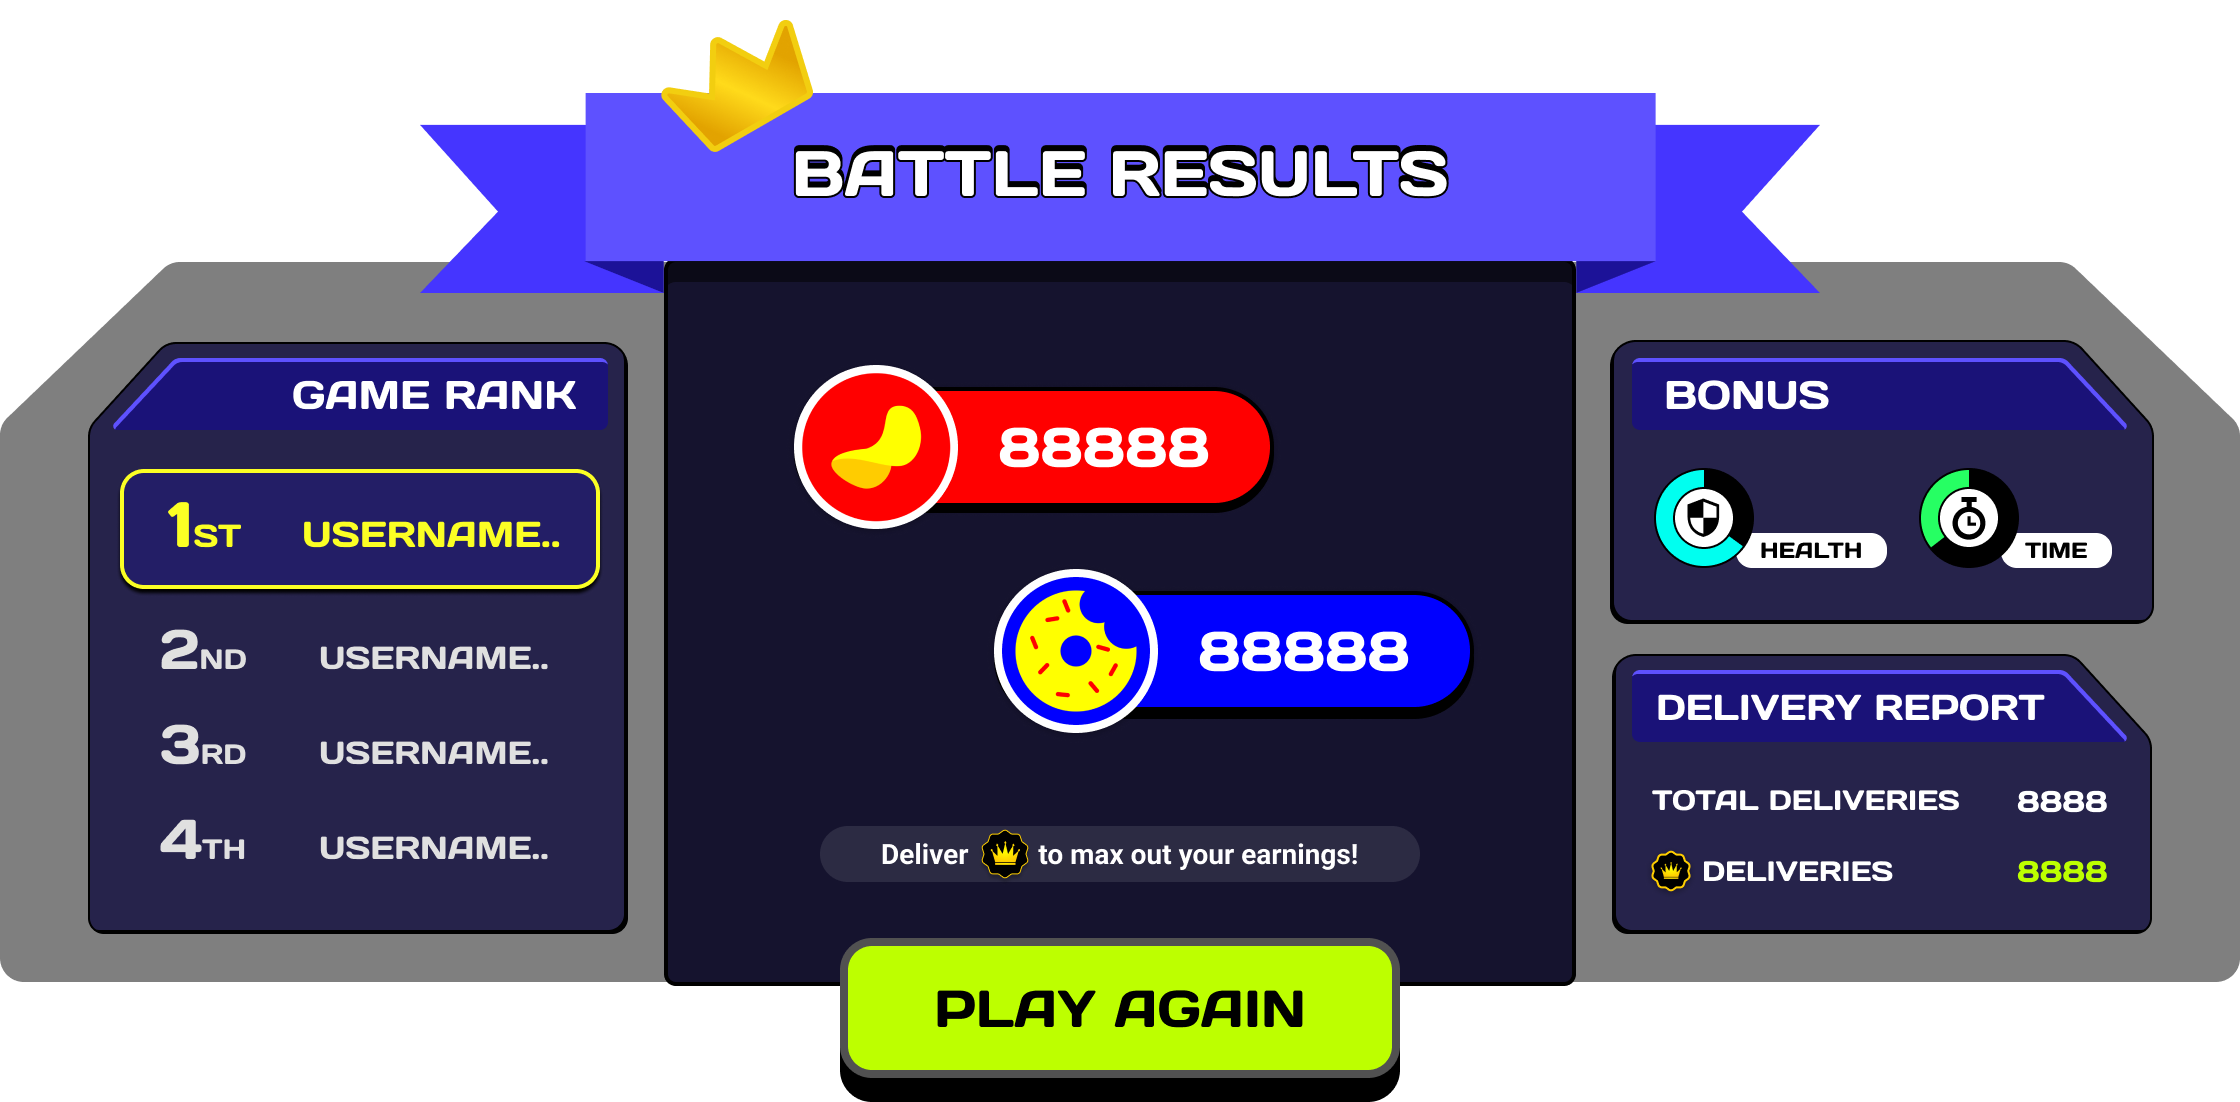 BATTLE RESULTS
GAME RANK
1ST USERNAME..
2ND USERNAME..
3RD USERNAME..
4TH USERNAME..
88888
88888
Deliver to max out your earnings!
PLAY AGAIN
BONUS
HEALTH TIME
DELIVERY REPORT
TOTAL DELIVERIES 8888
DELIVERIES 8888